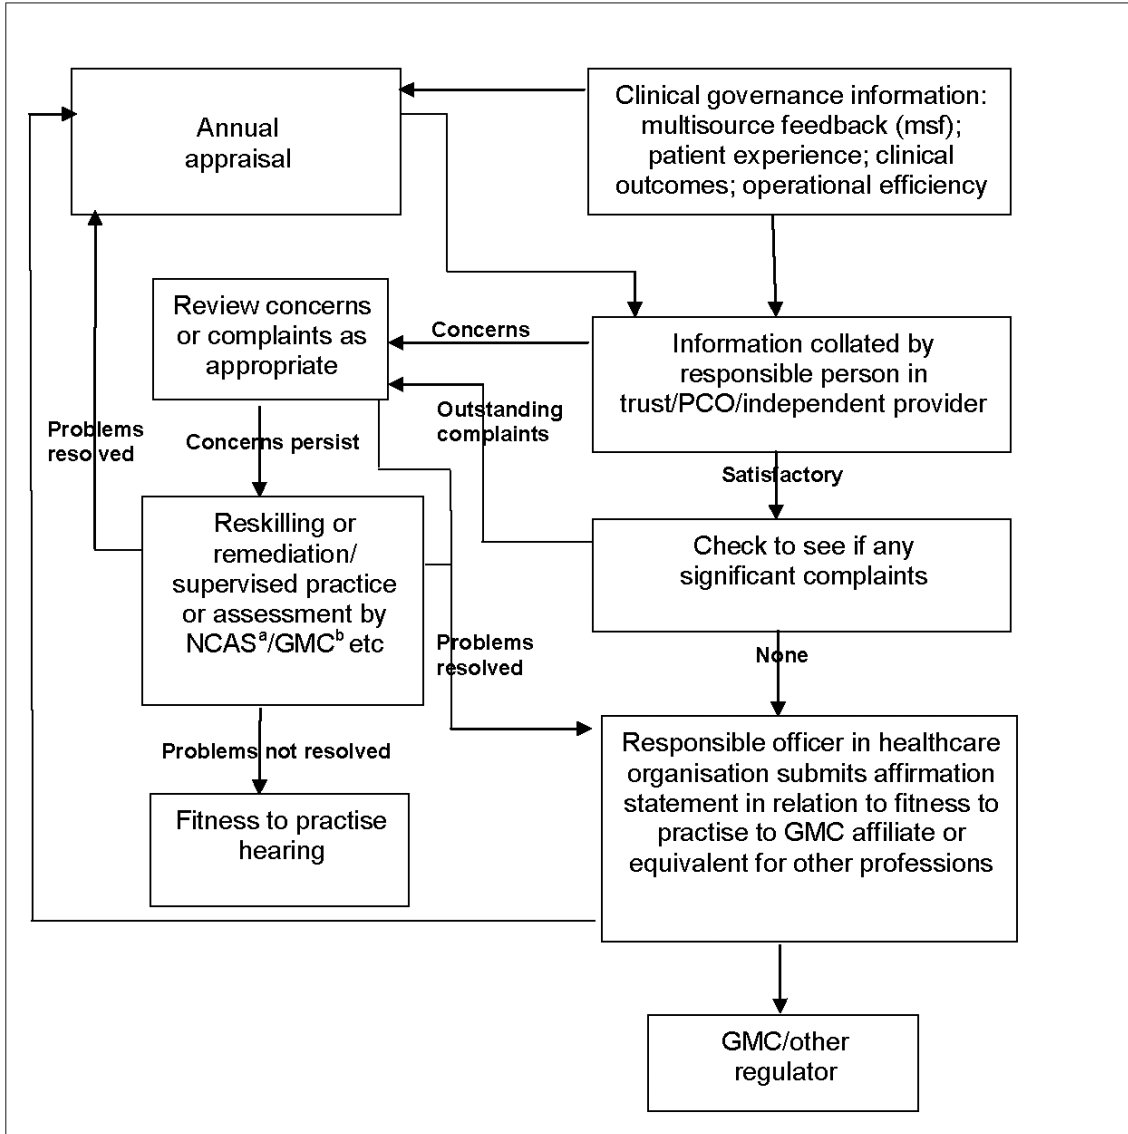 Annual
appraisal
Clinical governance information:
multisource feedback (msf);
patient experience; clinical
outcomes; operational efficiency
Review concerns
or complaints as
appropriate
Concerns
Information collated by
responsible person in
trust/PCO/independent provider
Outstanding
complaints
Problems
resolved
Concerns persist
Satisfactory
Reskilling or
remediation/
supervised practice
or assessment by
NCASᵃ/GMCᵇ etc
Check to see if any
significant complaints
Problems
resolved
None
Problems not resolved
Responsible officer in healthcare
organisation submits affirmation
statement in relation to fitness to
practise to GMC affiliate or
equivalent for other professions
Fitness to practise
hearing
GMC/other
regulator